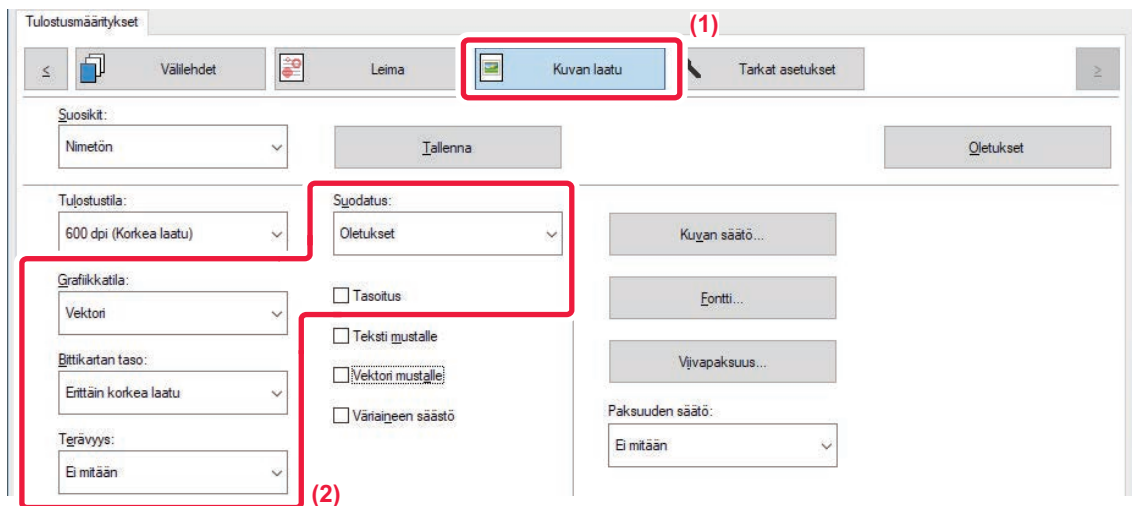 Tulostusmääritykset
(1)
<
Välilehdet
Leima
Kuvan laatu
Tarkat asetukset
>
Suosikit:
Nimetön
Tallenna
Oletukset
Tulostustila:
600 dpi (Korkea laatu)
Suodatus:
Oletukset
Kuvan säätö...
Grafiikkatila:
Vektori
Tasoitus
Fontti...
Teksti mustalle
Bittikartan taso:
Erittäin korkea laatu
Vektori mustalle
Viivapaksuus...
Väriaineen säästö
Terävyys:
Ei mitään
Paksuuden säätö:
Ei mitään
(2)